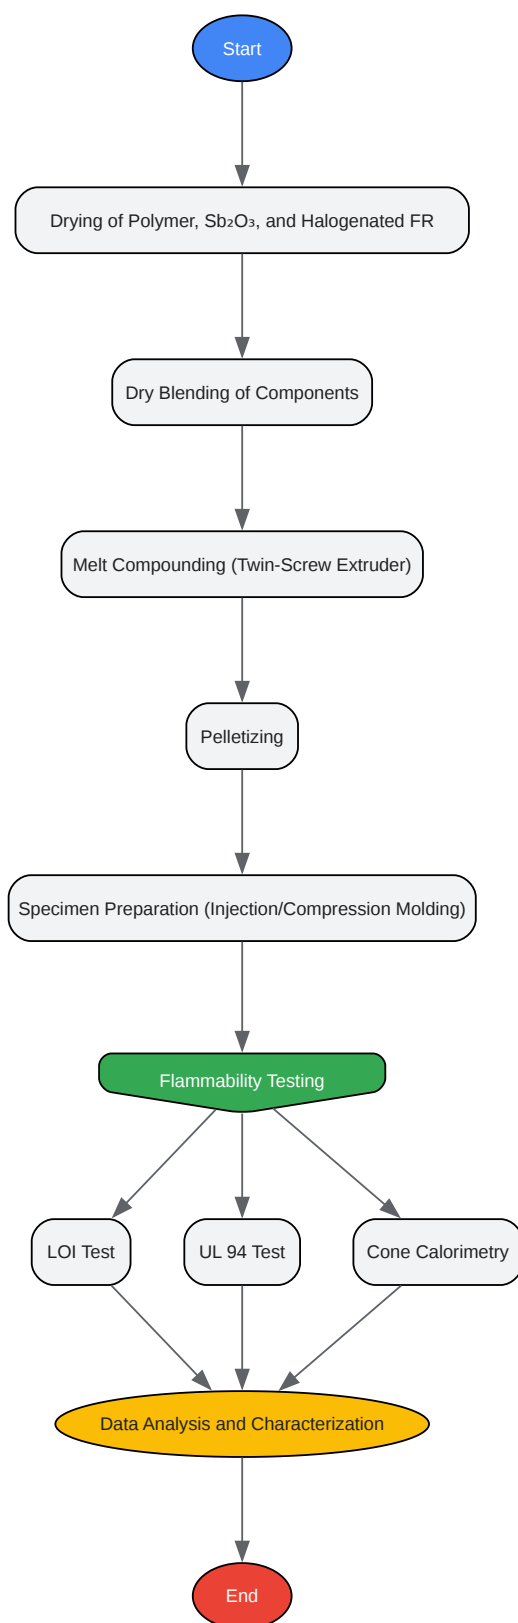 Start
Drying of Polymer, Sb₂O₃, and Halogenated FR
Dry Blending of Components
Melt Compounding (Twin-Screw Extruder)
Pelletizing
Specimen Preparation (Injection/Compression Molding)
Flammability Testing
LOI Test
UL 94 Test
Cone Calorimetry
Data Analysis and Characterization
End